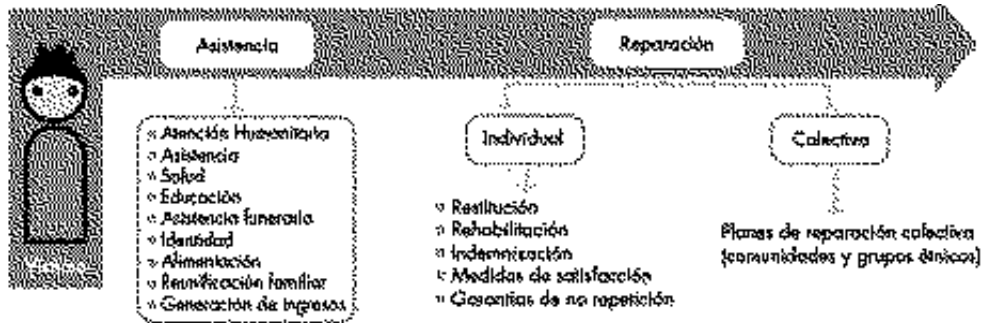 Asistencia
Reparación
Atención Humanitaria
Asistencia
Salud
Educación
Asistencia funeraria
Identidad
Alimentación
Reunificación familiar
Generación de ingresos
Individual
Restitución
Rehabilitación
Indemnización
Medidas de satisfacción
Garantías de no repetición
Colectiva
Planes de reparación colectiva
(comunidades y grupos étnicos)